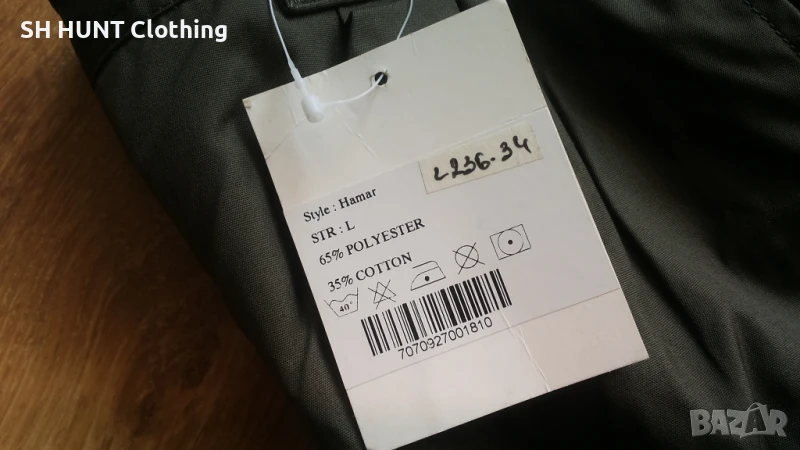 SH HUNT Clothing
L236-34
Style : Hamar
STR : L
65% POLYESTER
35% COTTON
40°
7070927001810
BAZAR